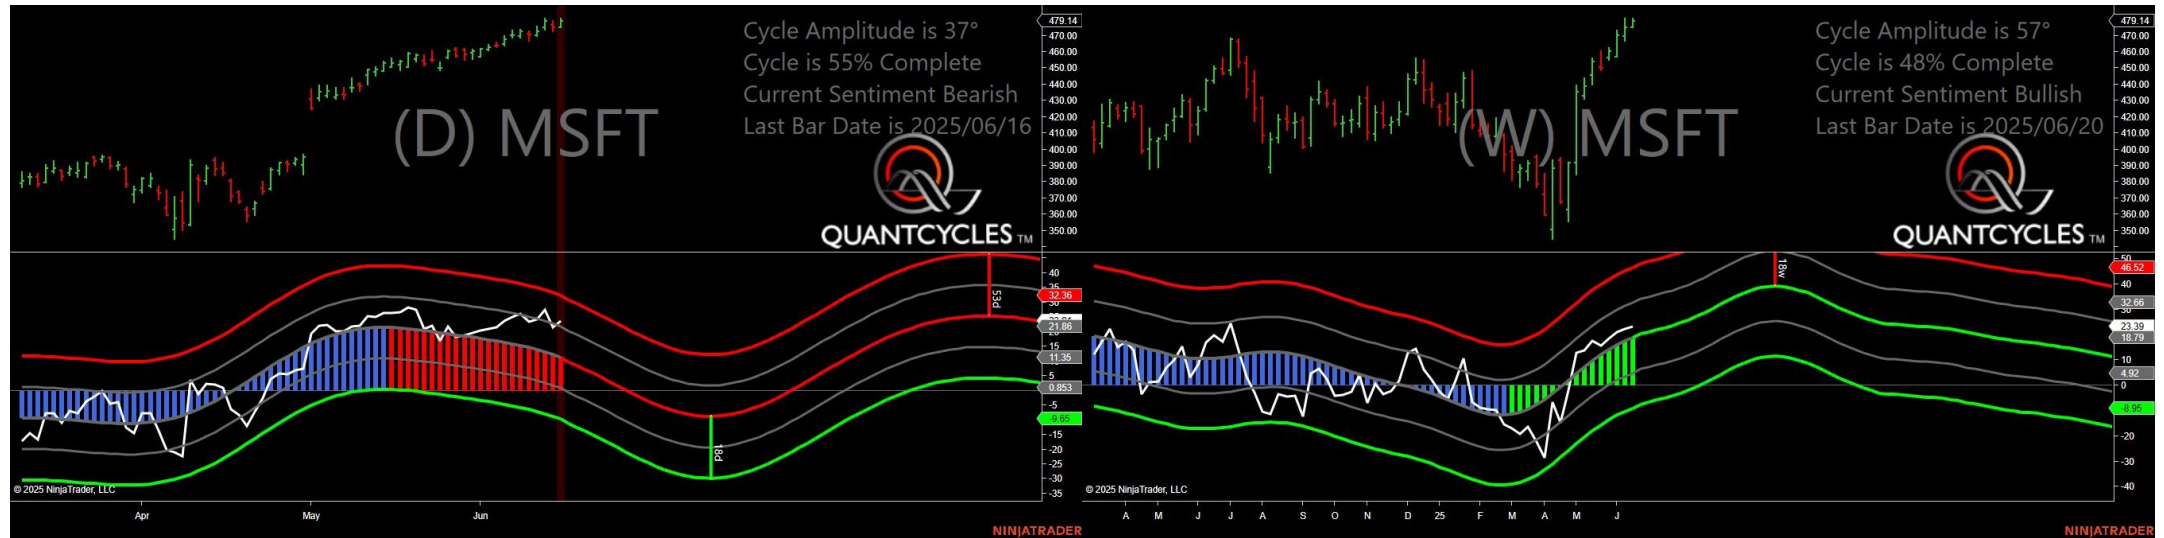 Cycle Amplitude is 37°
Cycle is 55% Complete
Current Sentiment Bearish
Last Bar Date is 2025/06/16
(D) MSFT
QUANTCYCLES TM
479.14
470.00
460.00
450.00
440.00
430.00
420.00
410.00
400.00
390.00
380.00
370.00
360.00
350.00
40
35
32.36
30
21.86
15
11.35
5
0.853
-5
-9.65
-15
-20
-25
-30
-35
53d
18d
© 2025 NinjaTrader, LLC
Apr May Jun
NINJATRADER
Cycle Amplitude is 57°
Cycle is 48% Complete
Current Sentiment Bullish
Last Bar Date is 2025/06/20
(W) MSFT
QUANTCYCLES TM
479.14
470.00
460.00
450.00
440.00
430.00
420.00
410.00
400.00
390.00
380.00
370.00
360.00
350.00
50
46.52
40
32.66
30
23.39
18.79
10
4.92
0
-8.95
-20
-30
-40
18w
© 2025 NinjaTrader, LLC
A M J J A S O N D 25 F M A M J
NINJATRADER